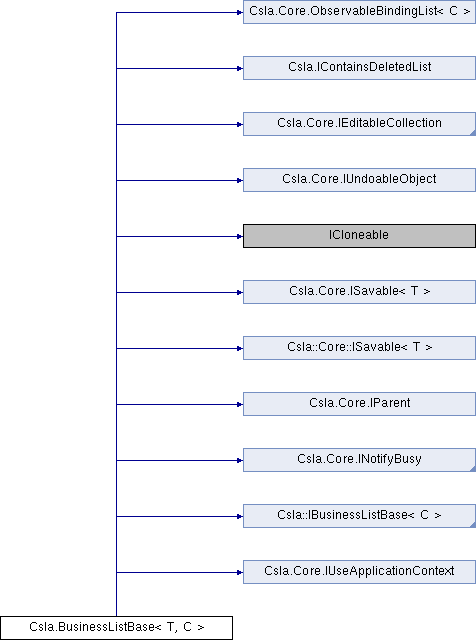 Csla.Core.ObservableBindingList< C >
Csla.IContainsDeletedList
Csla.Core.IEditableCollection
Csla.Core.IUndoableObject
ICloneable
Csla.Core.ISavable< T >
Csla::Core::ISavable< T >
Csla.Core.IParent
Csla.Core.INotifyBusy
Csla::IBusinessListBase< C >
Csla.Core.IUseApplicationContext
Csla.BusinessListBase< T, C >